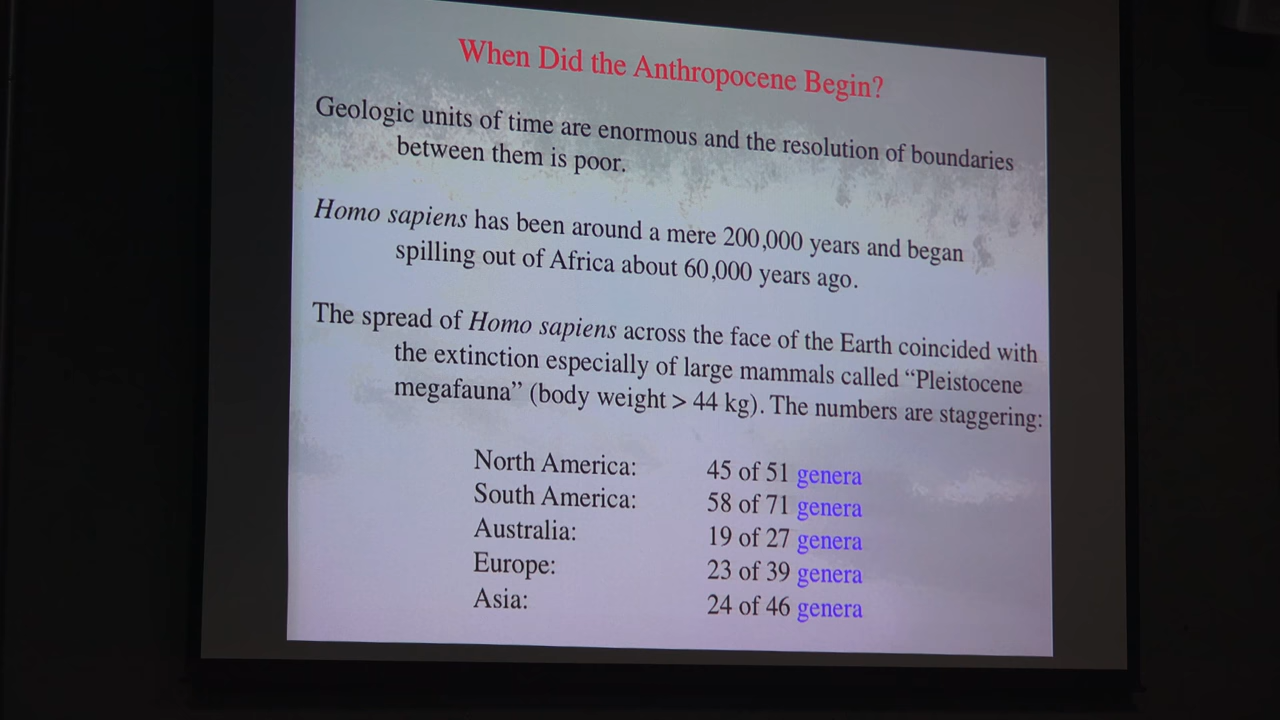 When Did the Anthropocene Begin?
Geologic units of time are enormous and the resolution of boundaries
between them is poor.
Homo sapiens has been around a mere 200,000 years and began
spilling out of Africa about 60,000 years ago.
The spread of Homo sapiens across the face of the Earth coincided with
the extinction especially of large mammals called “Pleistocene
megafauna” (body weight > 44 kg). The numbers are staggering:
North America: 45 of 51 genera
South America: 58 of 71 genera
Australia: 19 of 27 genera
Europe: 23 of 39 genera
Asia: 24 of 46 genera